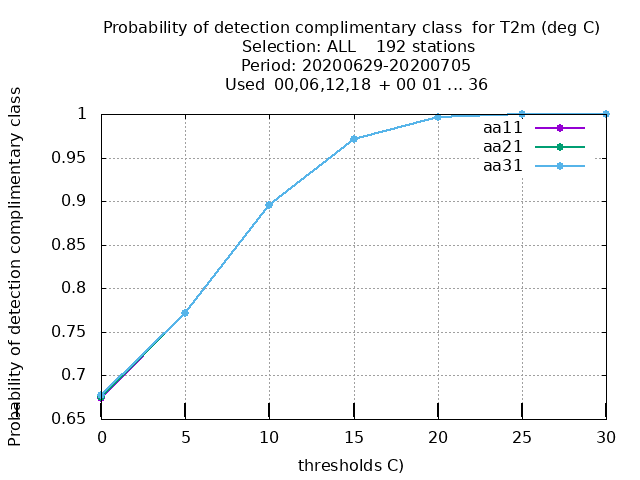 Probability of detection complimentary class for T2m (deg C)
Selection: ALL 192 stations
Period: 20200629-20200705
Used 00,06,12,18 + 00 01 ... 36
Probability of detection complimentary class
1
0.95
0.9
0.85
0.8
0.75
0.7
0.65
aa11
aa21
aa31
0 5 10 15 20 25 30
thresholds C)